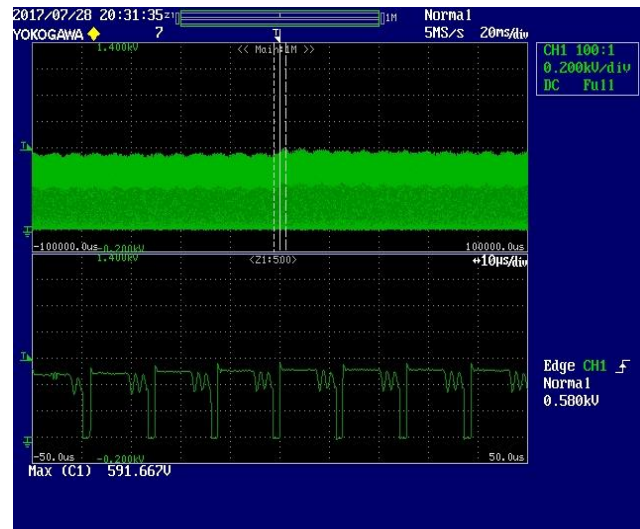 2017/07/28 20:31:35 Z1 1M Normal
YOKOGAWA 7 T 5MS/s 20ms/div
1.400kV << Main:1M >> CH1 100:1
0.200kV/div
DC Full
-100000.0us -0.200kV 100000.0us
1.400kV <Z1:500> ↔10µs/div
Edge CH1
Normal
0.580kV
-50.0us -0.200kV 50.0us
Max (C1) 591.667V